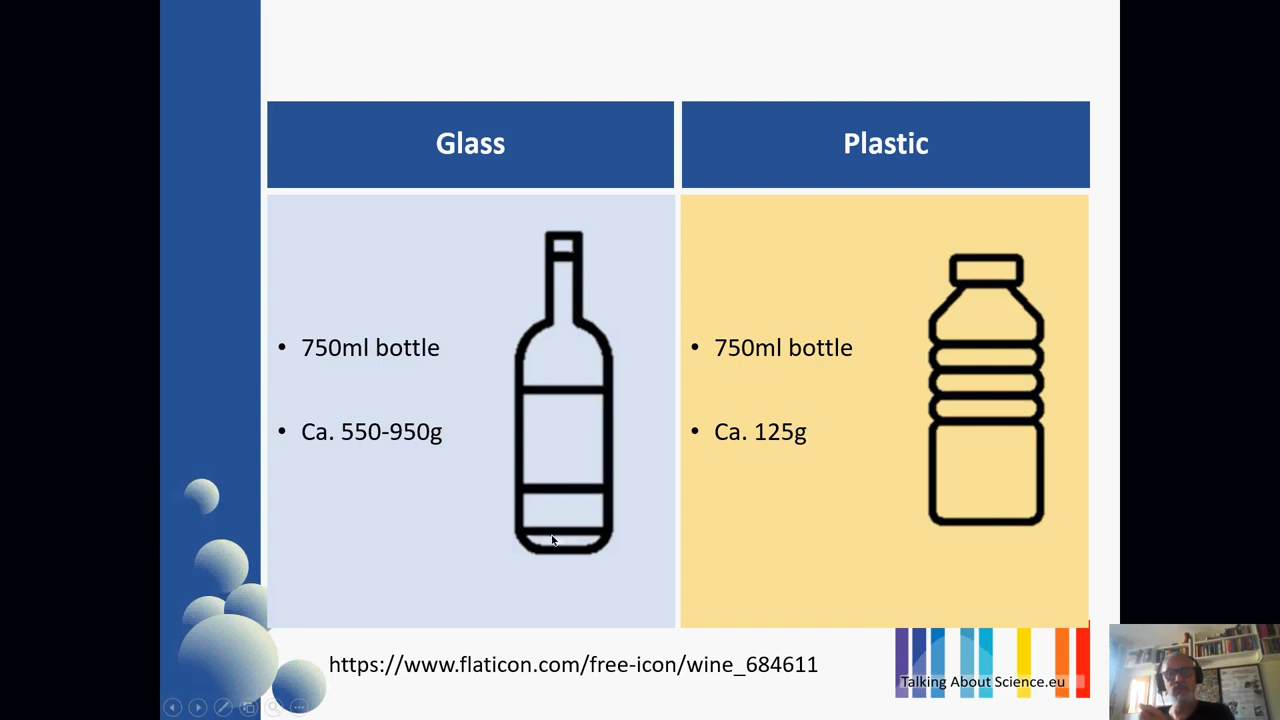 Glass
Plastic
• 750ml bottle
• Ca. 550-950g
• 750ml bottle
• Ca. 125g
https://www.flaticon.com/free-icon/wine_684611
Talking About Science.eu